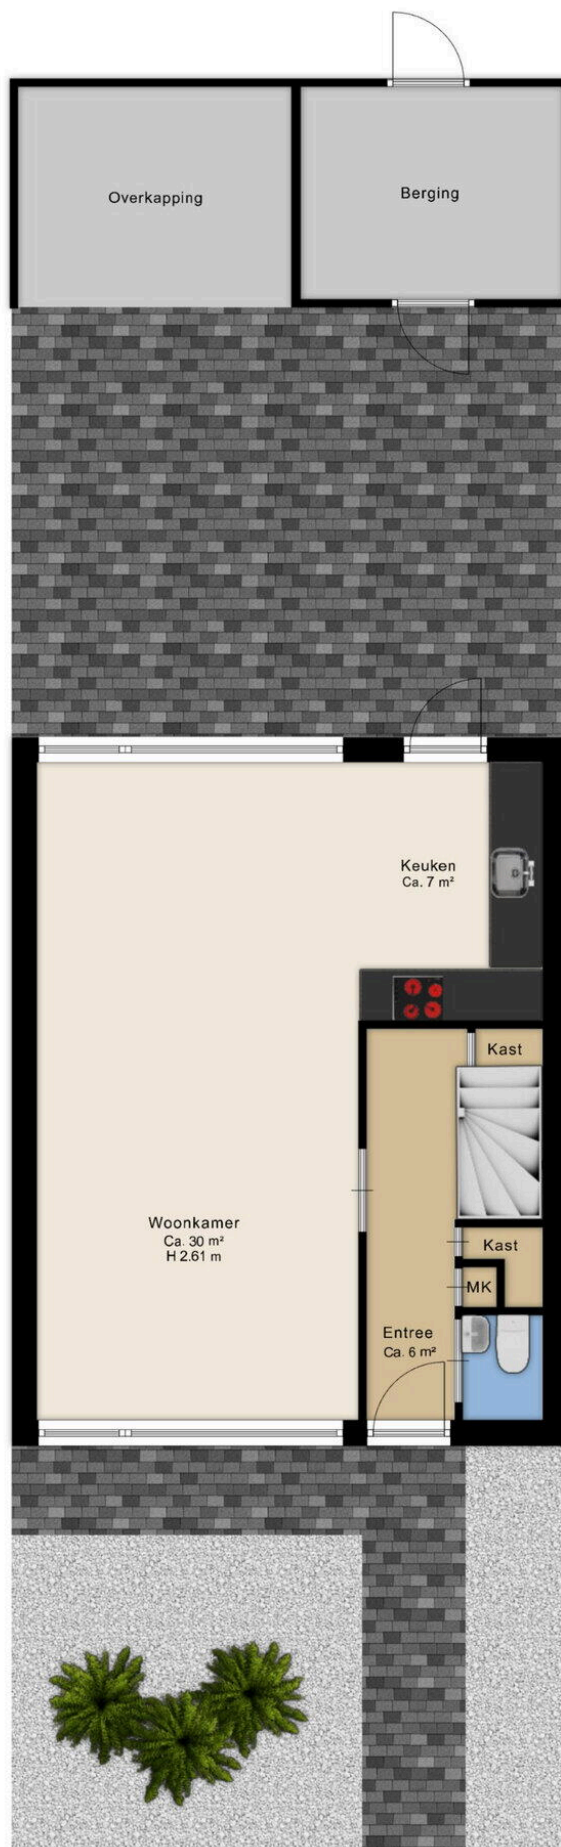 Overkapping
Berging
Keuken
Ca. 7 m²
Kast
Woonkamer
Ca. 30 m²
H 2.61 m
Kast
MK
Entree
Ca. 6 m²